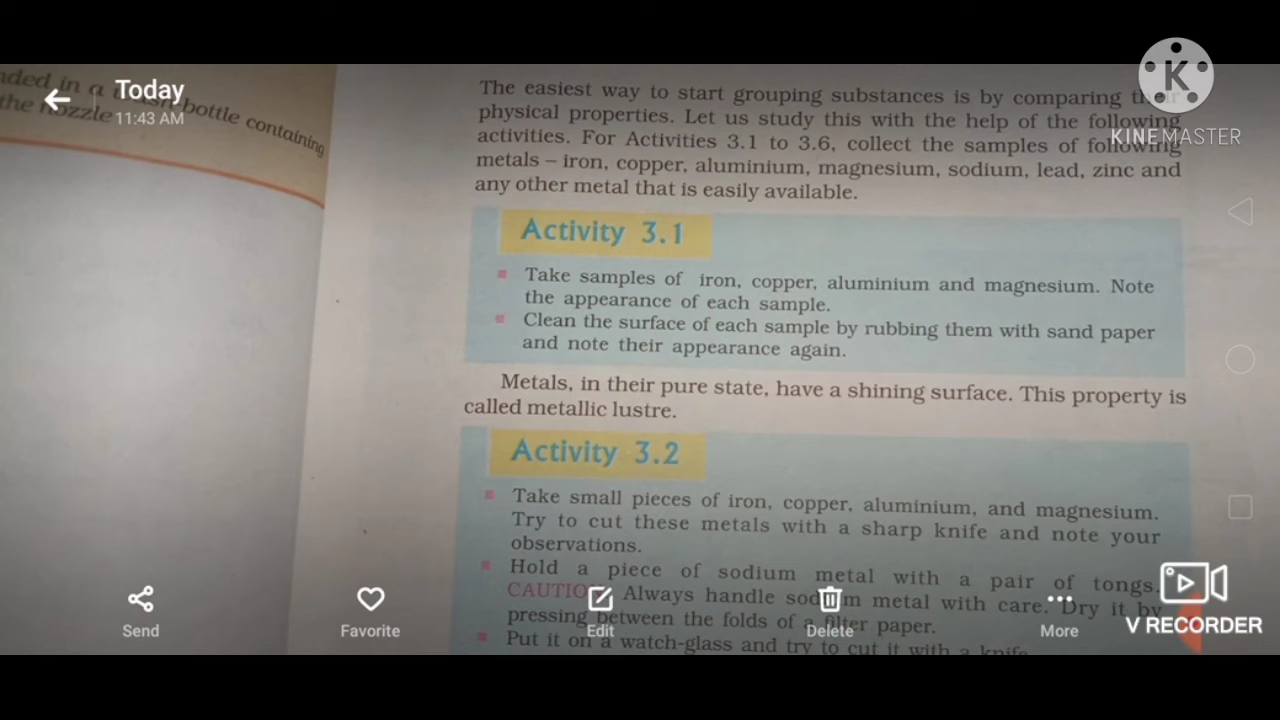 nded in a
bottle containing
the nozzle
Today
11:43 AM
The easiest way to start grouping substances is by comparing their
physical properties. Let us study this with the help of the following
activities. For Activities 3.1 to 3.6, collect the samples of following
metals – iron, copper, aluminium, magnesium, sodium, lead, zinc and
any other metal that is easily available.
K
KINEMASTER
Activity 3.1
Take samples of iron, copper, aluminium and magnesium. Note
the appearance of each sample.
Clean the surface of each sample by rubbing them with sand paper
and note their appearance again.
Metals, in their pure state, have a shining surface. This property is
called metallic lustre.
Activity 3.2
Take small pieces of iron, copper, aluminium, and magnesium.
Try to cut these metals with a sharp knife and note your
observations.
Hold a piece of sodium metal with a pair of tongs.
CAUTIO Always handle sodium metal with care. Dry it by
pressing between the folds of a filter paper.
Put it on a watch-glass and try to cut it with a knife.
Send
Favorite
Edit
Delete
More
V RECORDER